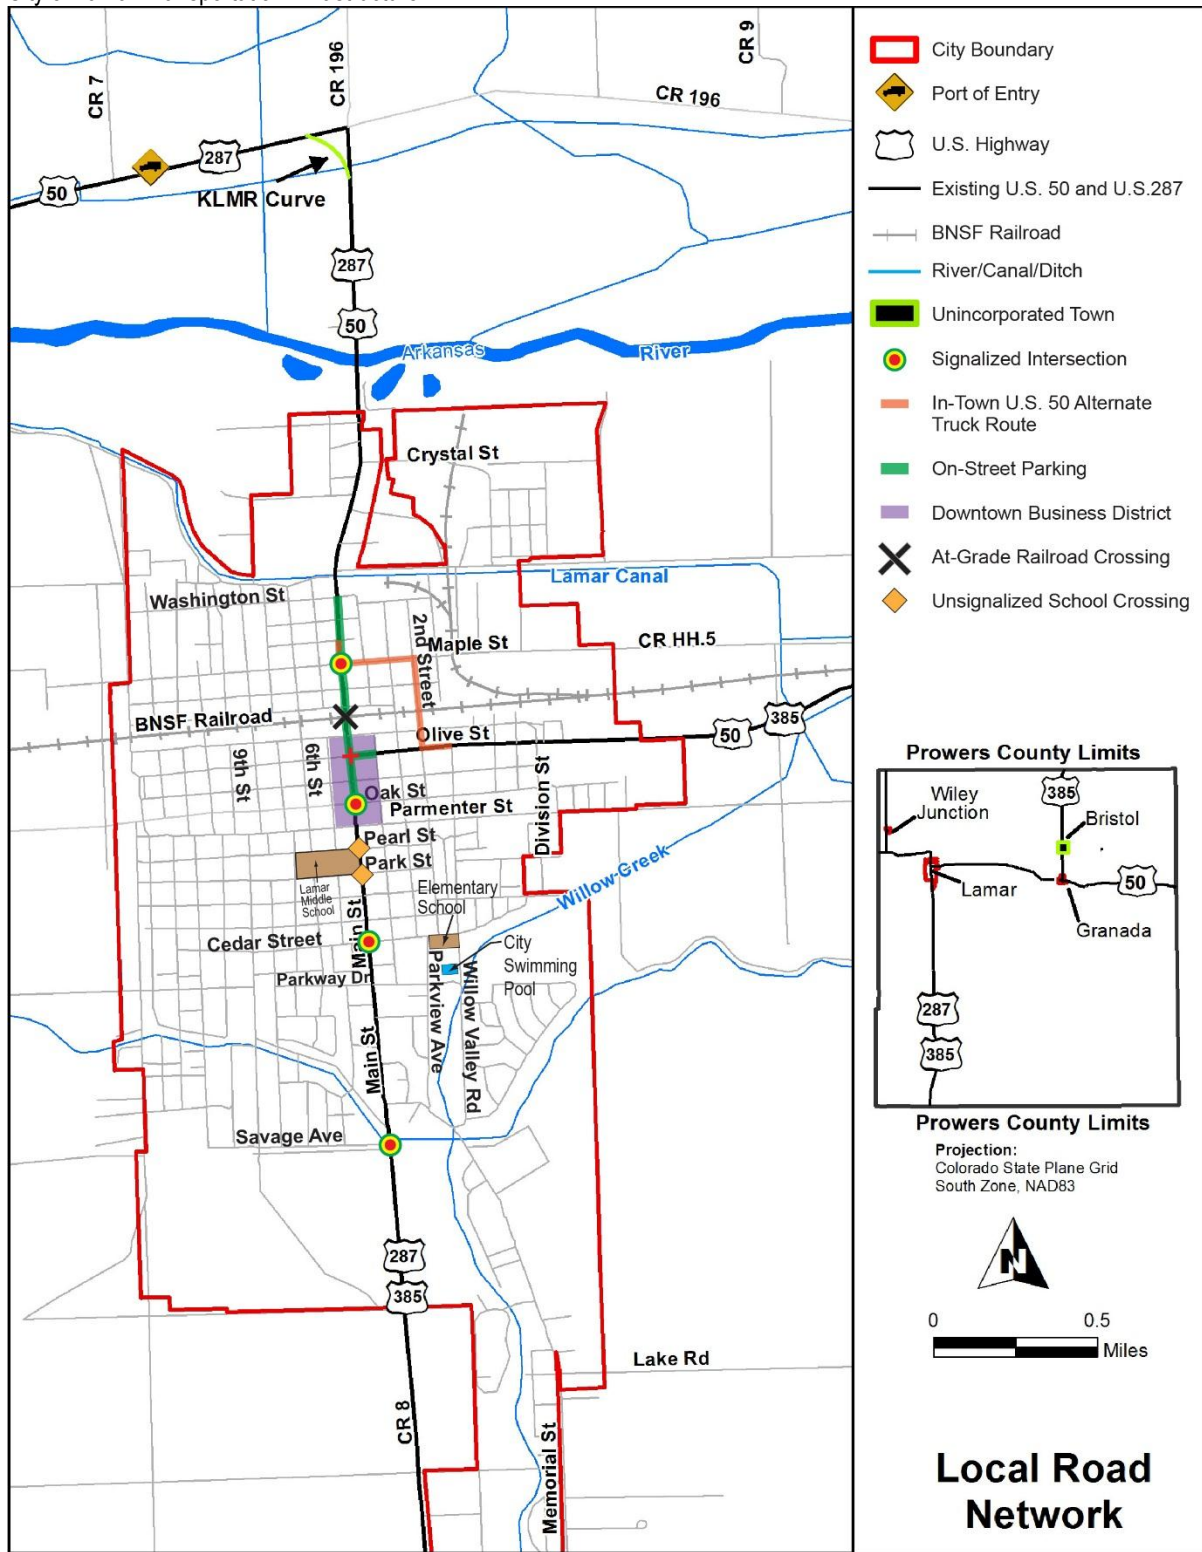 CR 7
CR 196
CR 9
CR 196
287
50
KLMR Curve
287
50
Arkansas
River
Crystal St
Lamar Canal
Washington St
2nd Street
Maple St
CR HH.5
BNSF Railroad
Olive St
50
385
9th St
6th St
Oak St
Parmenter St
Division St
Pearl St
Park St
Lamar
Middle
School
Elementary
School
Willow Creek
Cedar Street
Main St
City
Swimming
Pool
Parkway Dr
Parkview Ave
Willow Valley Rd
Main St
Savage Ave
287
385
Lake Rd
CR 8
Memorial St
City Boundary
Port of Entry
U.S. Highway
Existing U.S. 50 and U.S.287
BNSF Railroad
River/Canal/Ditch
Unincorporated Town
Signalized Intersection
In-Town U.S. 50 Alternate
Truck Route
On-Street Parking
Downtown Business District
At-Grade Railroad Crossing
Unsignalized School Crossing
Prowers County Limits
385
Wiley
Junction
Bristol
Lamar
50
Granada
287
385
Prowers County Limits
Projection:
Colorado State Plane Grid
South Zone, NAD83
N
0 0.5
Miles
Local Road
Network